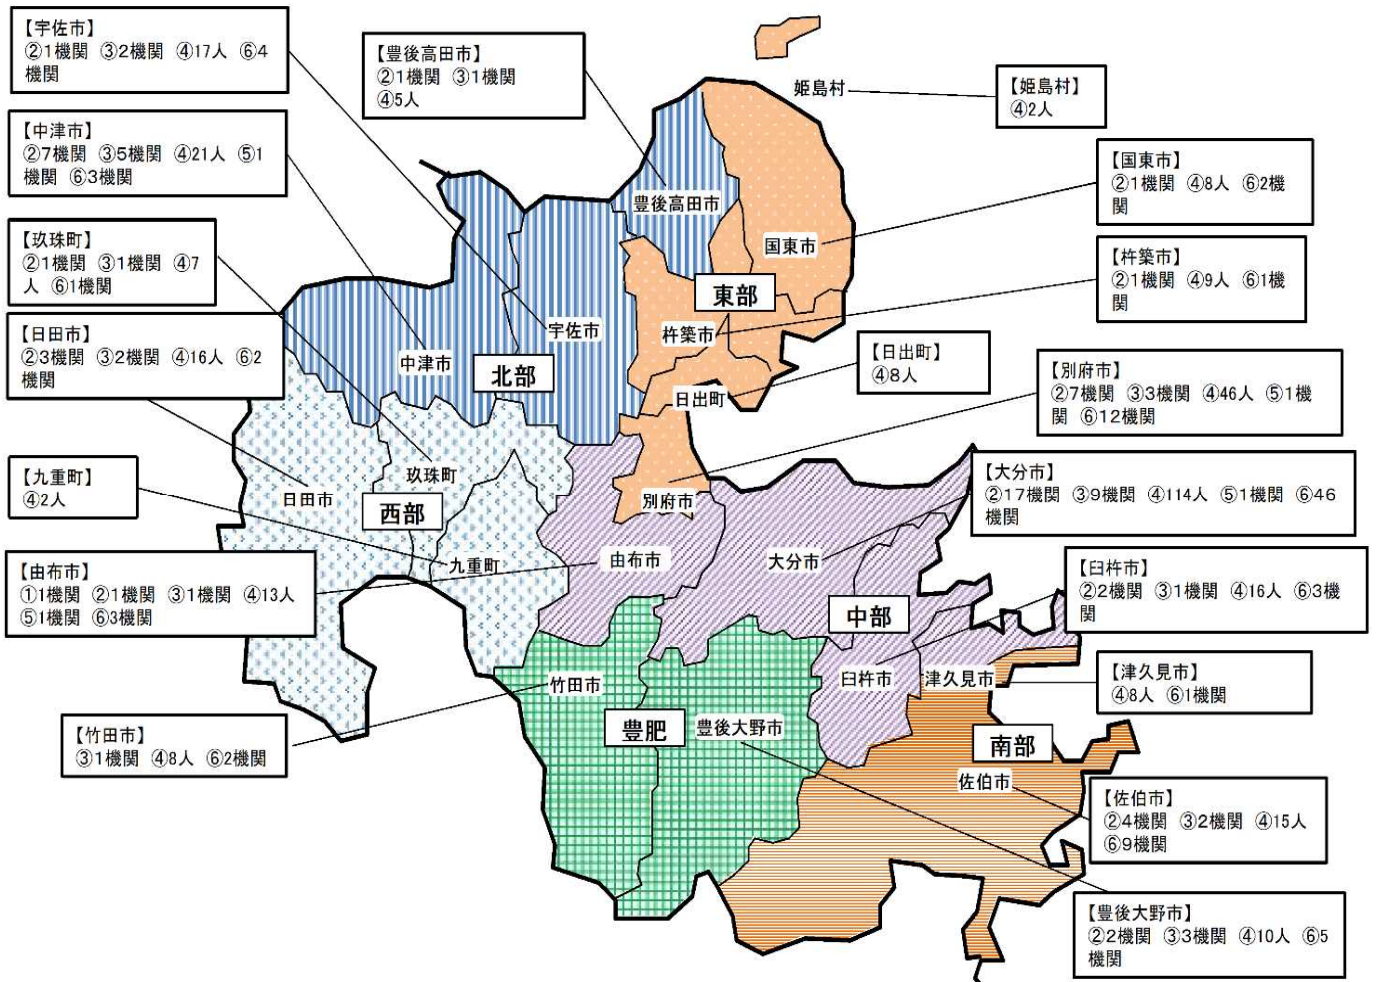 【宇佐市】
②1機関 ③2機関 ④17人 ⑥4
機関
【豊後高田市】
②1機関 ③1機関
④5人
姫島村
【姫島村】
④2人
【中津市】
②7機関 ③5機関 ④21人 ⑤1
機関 ⑥3機関
【国東市】
②1機関 ④8人 ⑥2機
関
豊後高田市
国東市
【玖珠町】
②1機関 ③1機関 ④7
人 ⑥1機関
【杵築市】
②1機関 ④9人 ⑥1機
関
東部
宇佐市
杵築市
【日田市】
②3機関 ③2機関 ④16人 ⑥2
機関
中津市
北部
【日出町】
④8人
日出町
【別府市】
②7機関 ③3機関 ④46人 ⑤1機
関 ⑥12機関
【九重町】
④2人
玖珠町
日田市
西部
別府市
【大分市】
②17機関 ③9機関 ④114人 ⑤1機関 ⑥46
機関
九重町
由布市
大分市
【由布市】
①1機関 ②1機関 ③1機関 ④13人
⑤1機関 ⑥3機関
中部
【臼杵市】
②2機関 ③1機関 ④16人 ⑥3機
関
竹田市
臼杵市
津久見市
【津久見市】
④8人 ⑥1機関
【竹田市】
③1機関 ④8人 ⑥2機関
豊肥
豊後大野市
南部
佐伯市
【佐伯市】
②4機関 ③2機関 ④15人
⑥9機関
【豊後大野市】
②2機関 ③3機関 ④10人 ⑥5
機関